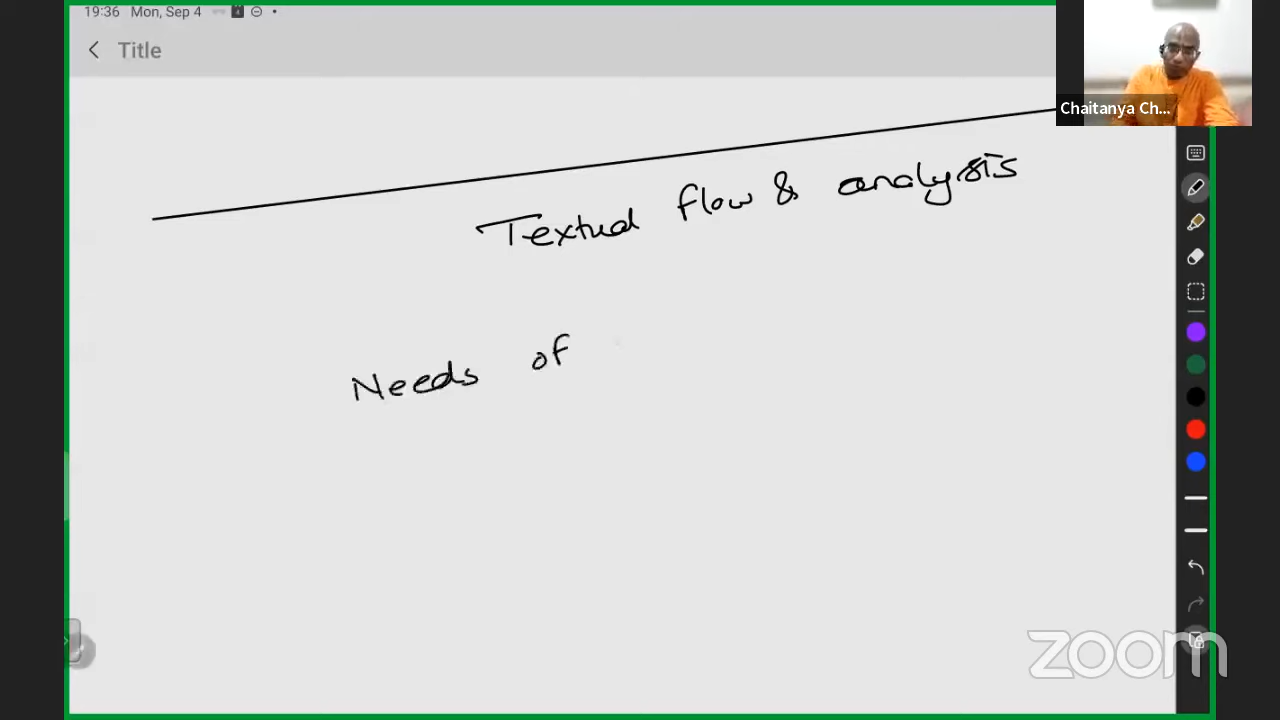 19:36 Mon, Sep 4
Title
Chaitanya Ch...
Textual flow & analysis
Needs of
zoom